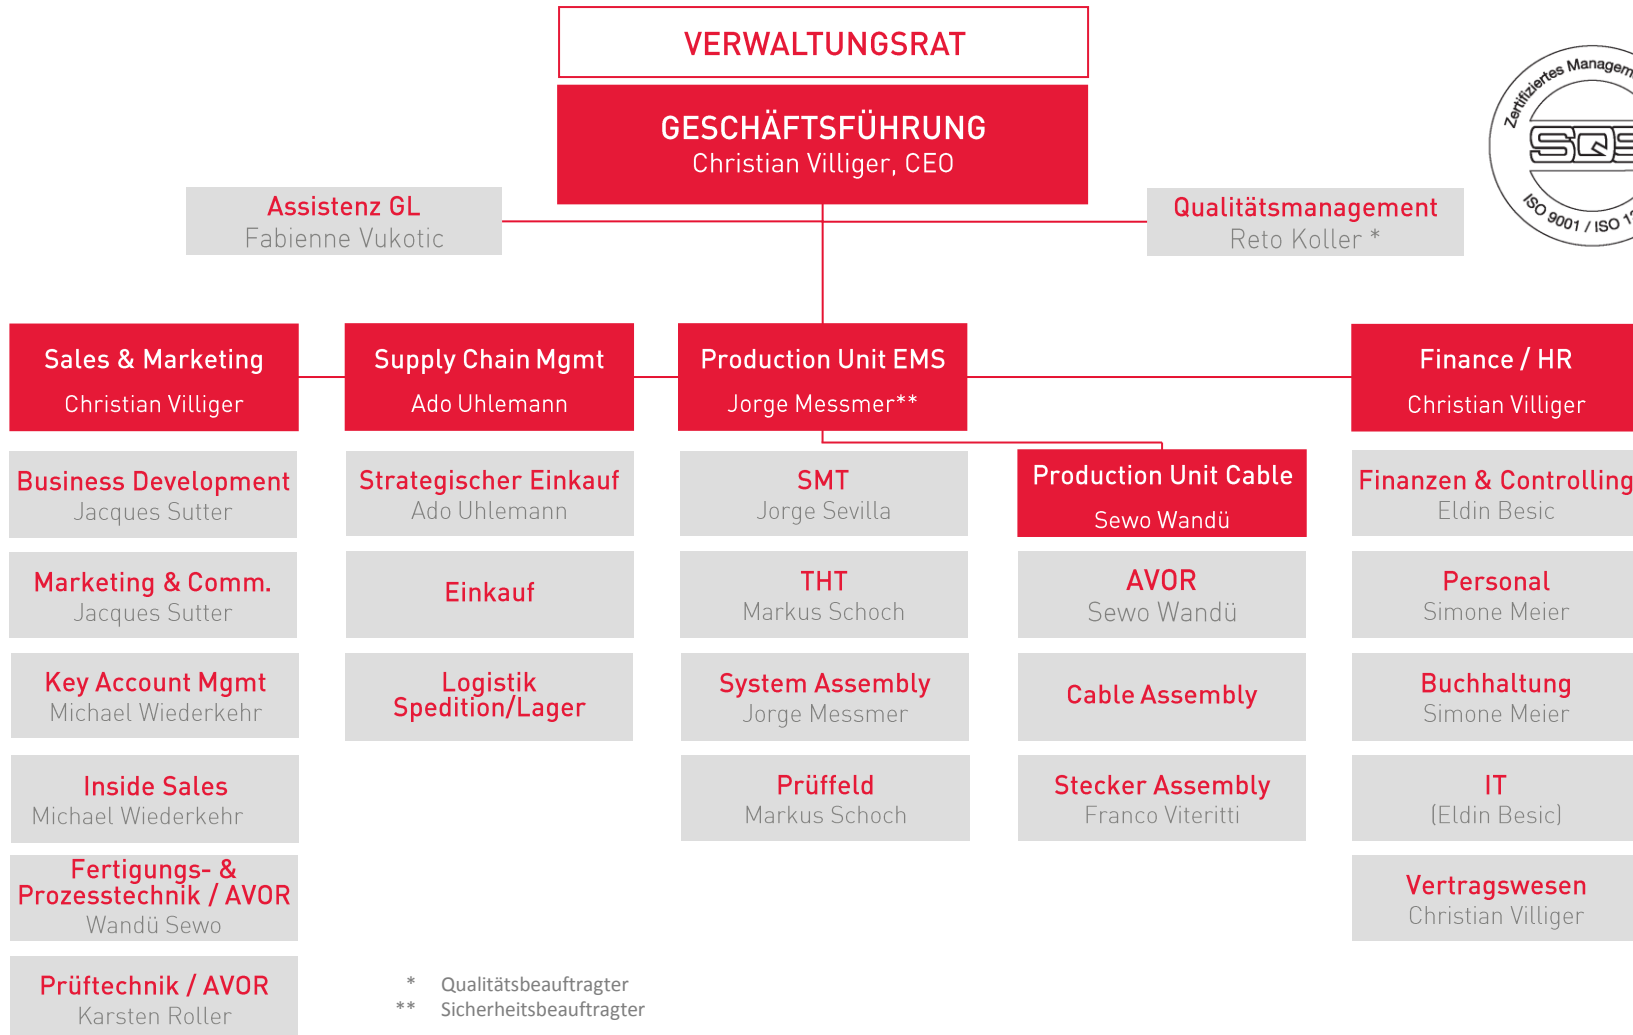 VERWALTUNGSRAT
GESCHÄFTSFÜHRUNG
Christian Villiger, CEO
Zertifiziertes
SQS
ISO 9001 / ISO
Assistenz GL
Fabienne Vukotic
Qualitätsmanagement
Reto Koller *
Sales & Marketing
Christian Villiger
Supply Chain Mgmt
Ado Uhlemann
Production Unit EMS
Jorge Messmer**
Finance / HR
Christian Villiger
Business Development
Jacques Sutter
Marketing & Comm.
Jacques Sutter
Key Account Mgmt
Michael Wiederkehr
Inside Sales
Michael Wiederkehr
Fertigungs- &
Prozesstechnik / AVOR
Wandü Sewo
Prüftechnik / AVOR
Karsten Roller
Strategischer Einkauf
Ado Uhlemann
Einkauf
Logistik
Spedition/Lager
SMT
Jorge Sevilla
THT
Markus Schoch
System Assembly
Jorge Messmer
Prüffeld
Markus Schoch
Production Unit Cable
Sewo Wandü
AVOR
Sewo Wandü
Cable Assembly
Stecker Assembly
Franco Viteritti
Finanzen & Controlling
Eldin Besic
Personal
Simone Meier
Buchhaltung
Simone Meier
IT
(Eldin Besic)
Vertragswesen
Christian Villiger
* Qualitätsbeauftragter
** Sicherheitsbeauftragter